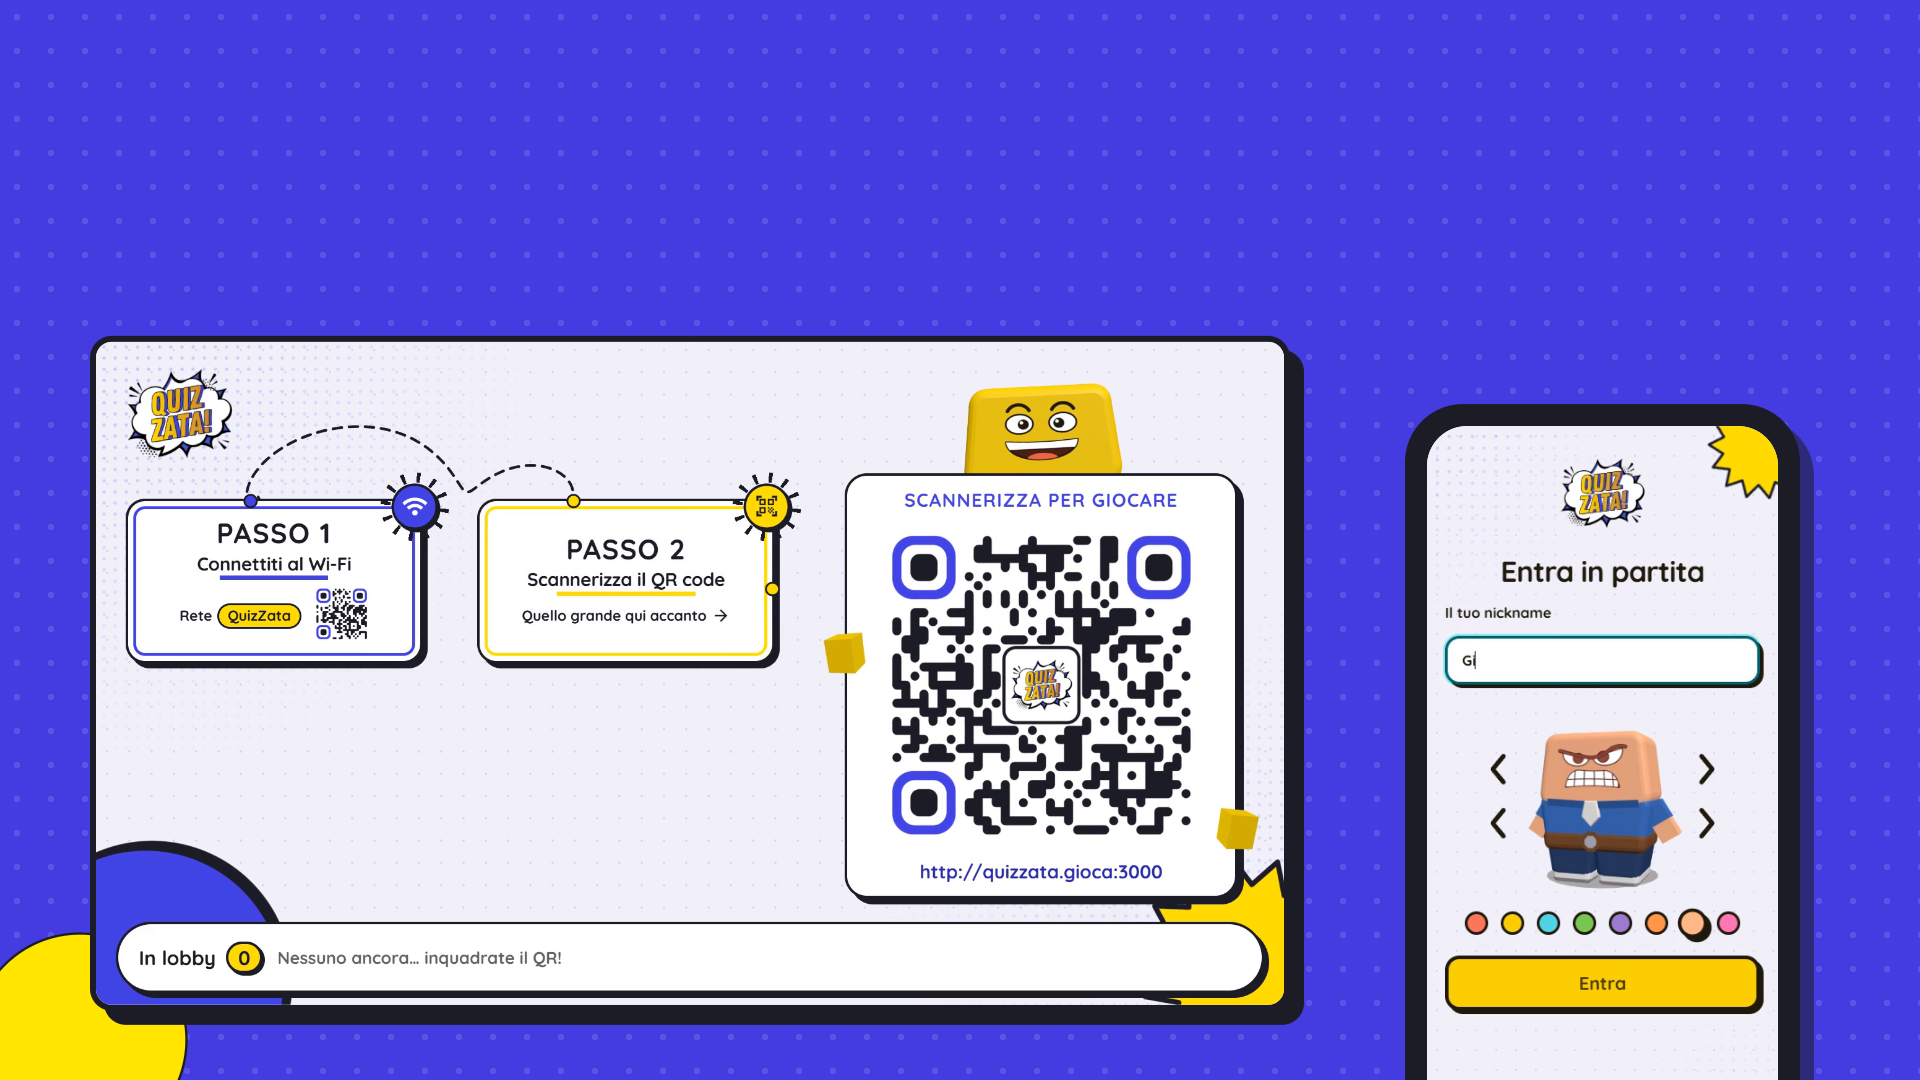 QUIZ
ZATA!
PASSO 1
Connettiti al Wi-Fi
Rete QuizZata
PASSO 2
Scannerizza il QR code
Quello grande qui accanto →
SCANNERIZZA PER GIOCARE
QUIZ
ZATA!
http://quizzata.gioca:3000
In lobby 0 Nessuno ancora... inquadrate il QR!
QUIZ
ZATA!
Entra in partita
Il tuo nickname
Gi
Entra